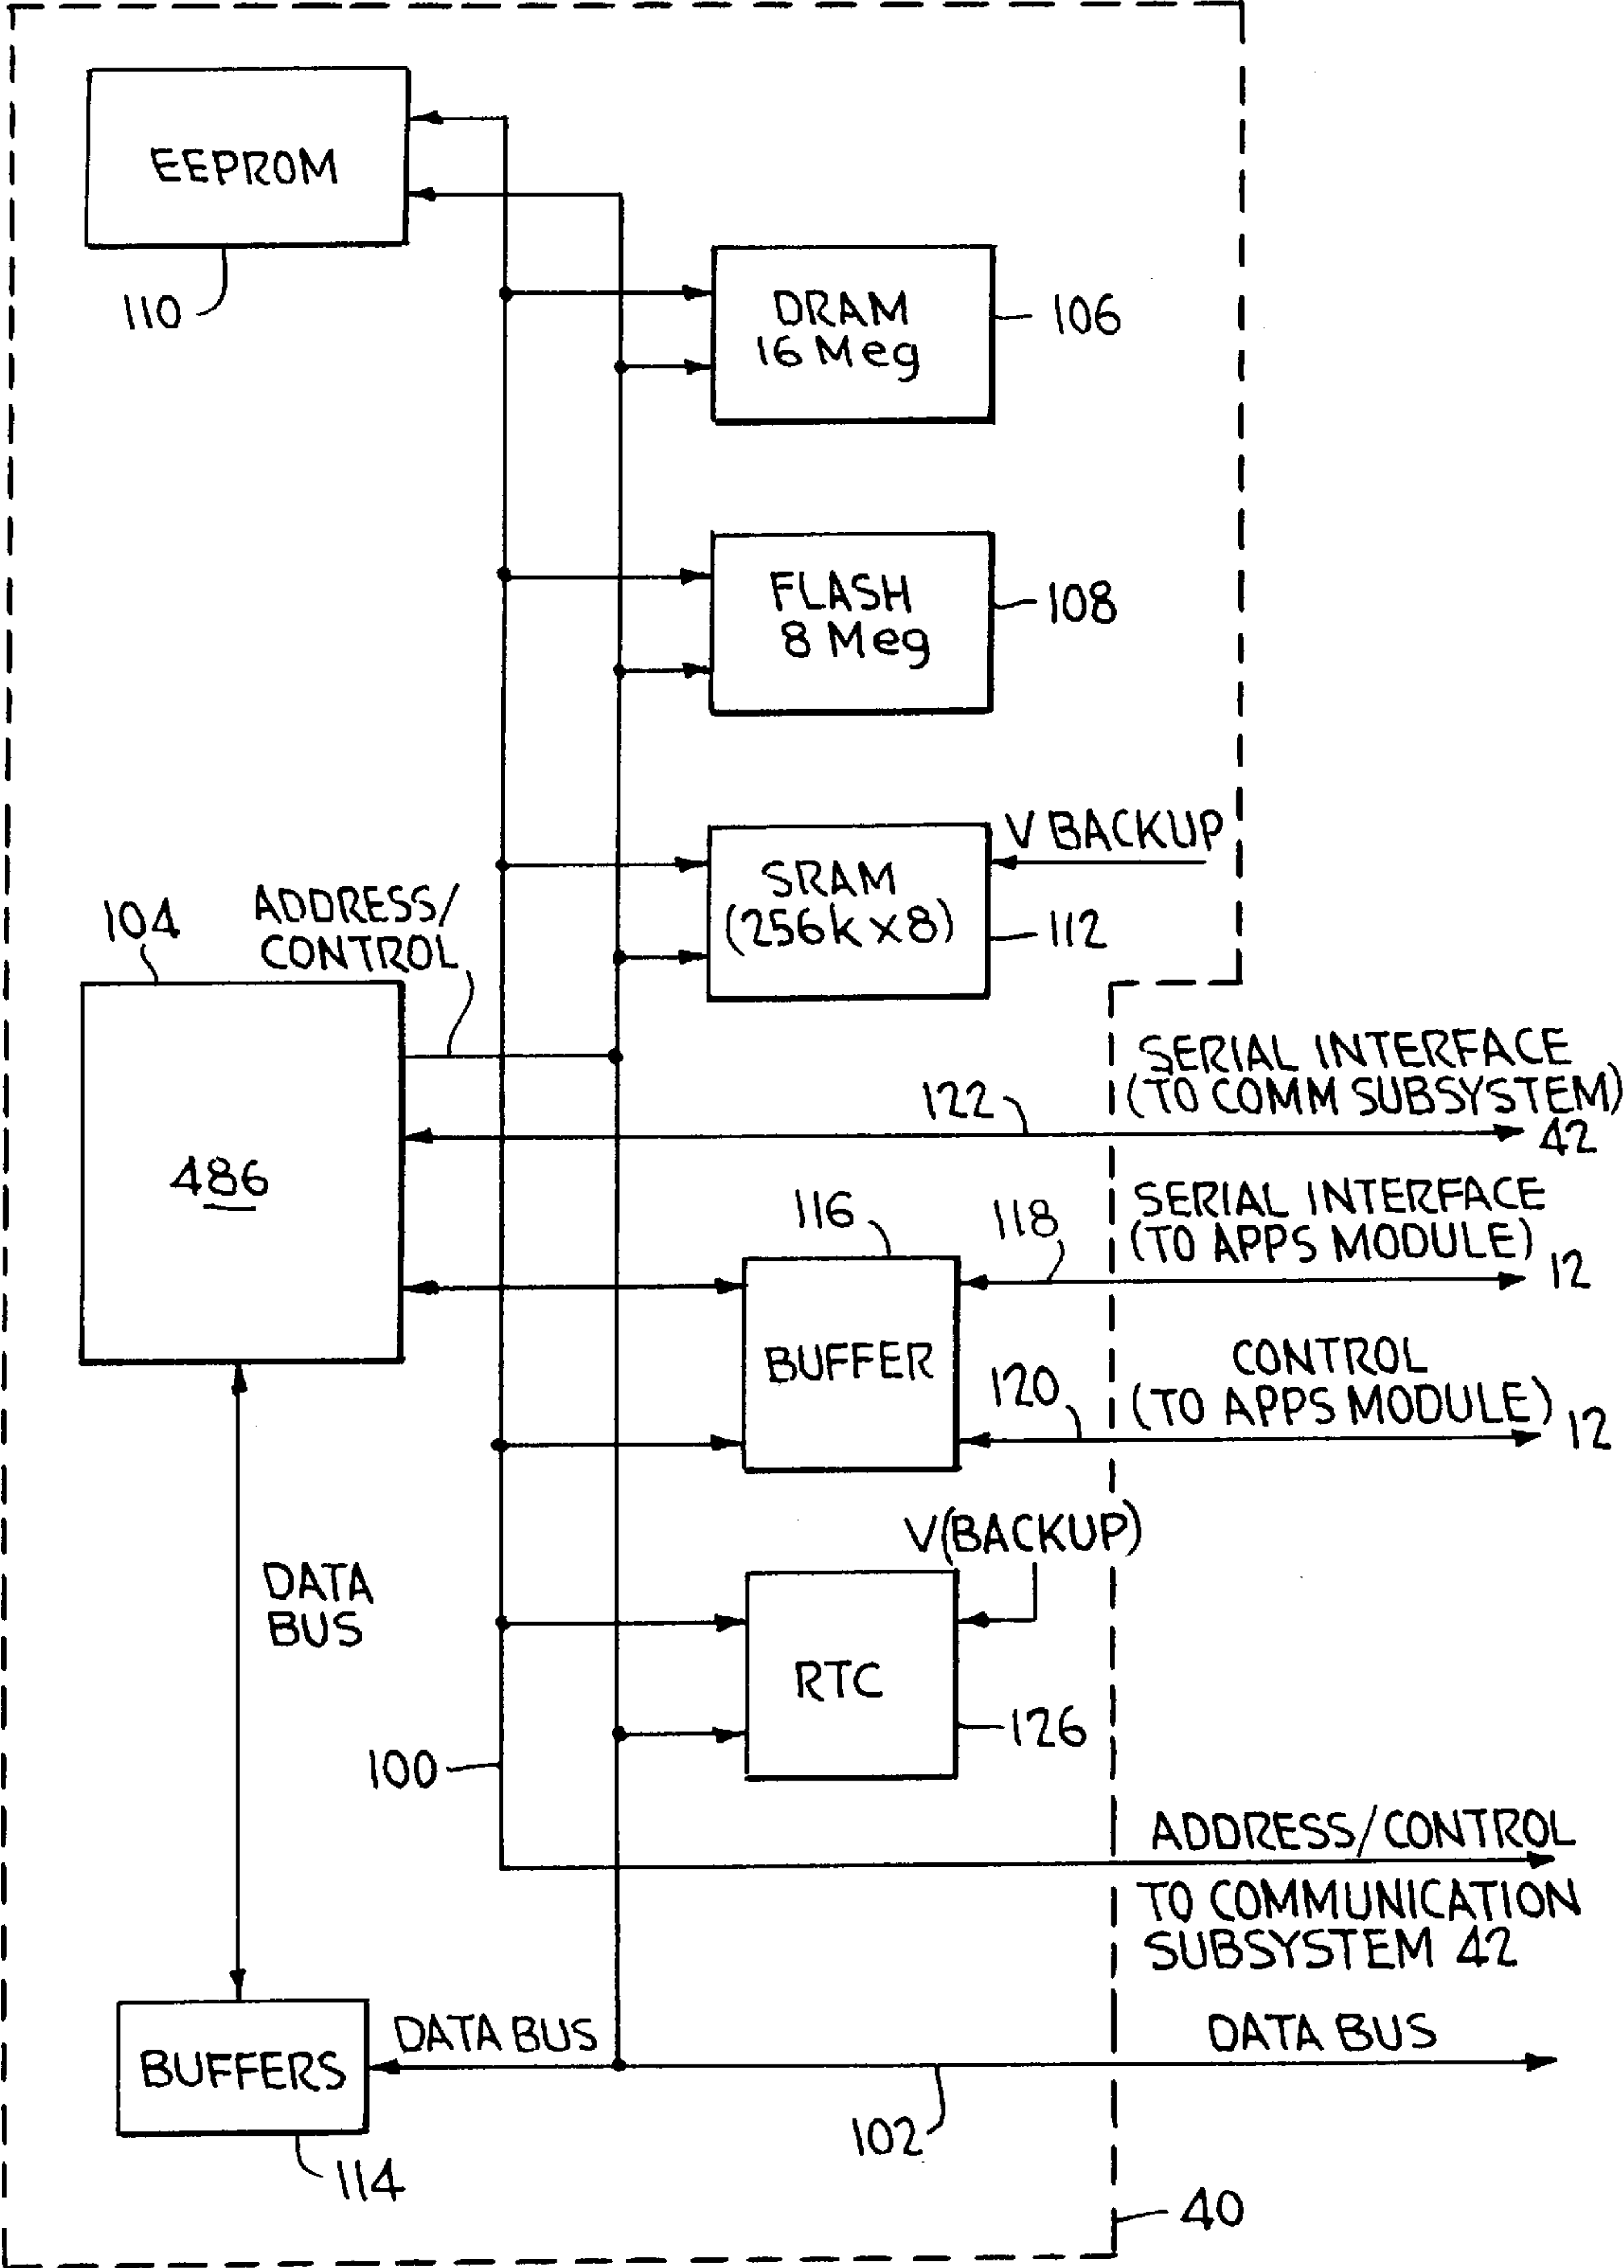 EEPROM
110
DRAM
16 Meg
106
FLASH
8 Meg
108
V BACKUP
SRAM
(256k x 8)
112
104
ADDRESS/
CONTROL
486
122
SERIAL INTERFACE
(TO COMM SUBSYSTEM)
42
116
118
SERIAL INTERFACE
(TO APPS MODULE)
12
BUFFER
120
CONTROL
(TO APPS MODULE)
12
V(BACKUP)
DATA
BUS
RTC
126
100
ADDRESS/CONTROL
TO COMMUNICATION
SUBSYSTEM 42
BUFFERS
DATA BUS
DATA BUS
102
114
40